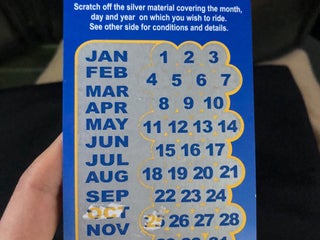 Scratch off the silver material covering the month,
day and year on which you wish to ride.
See other side for conditions and details.
JAN 1 2 3
FEB 4 5 6 7
MAR
APR 8 9 10
MAY 11 12 13 14
JUN 15 16 17
JUL
AUG 18 19 20 21
SEP 22 23 24
OCT
NOV 25 26 27 28
29 30 31